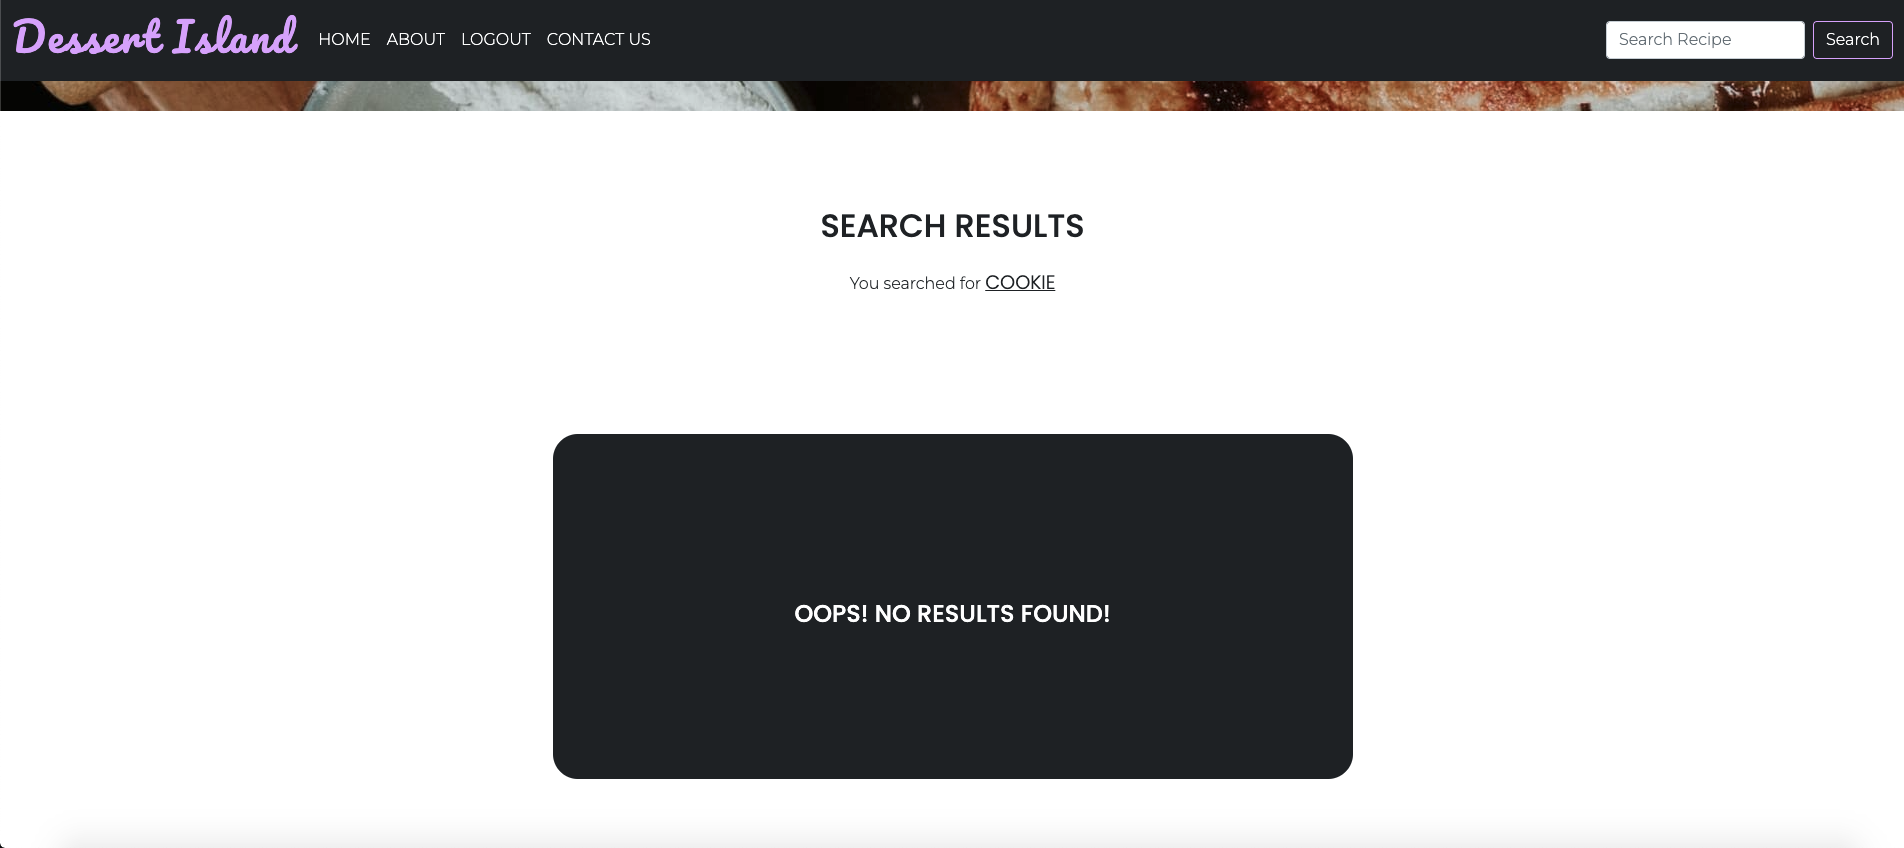 Dessert Island HOME ABOUT LOGOUT CONTACT US Search Recipe Search
SEARCH RESULTS
You searched for COOKIE
OOPS! NO RESULTS FOUND!